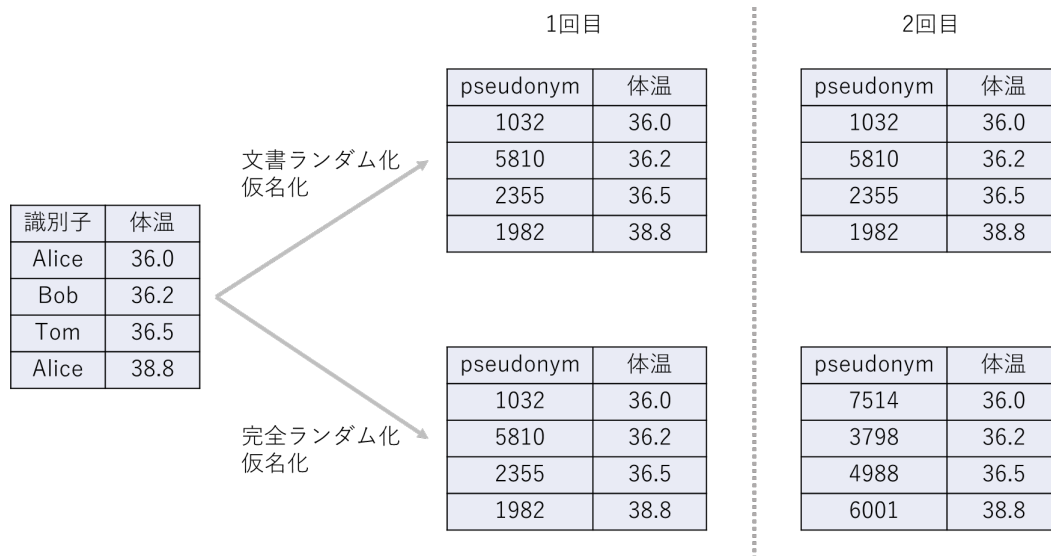 1回目
2回目
pseudonym 体温
1032 36.0
5810 36.2
2355 36.5
1982 38.8
pseudonym 体温
1032 36.0
5810 36.2
2355 36.5
1982 38.8
文書ランダム化
仮名化
識別子 体温
Alice 36.0
Bob 36.2
Tom 36.5
Alice 38.8
完全ランダム化
仮名化
pseudonym 体温
1032 36.0
5810 36.2
2355 36.5
1982 38.8
pseudonym 体温
7514 36.0
3798 36.2
4988 36.5
6001 38.8